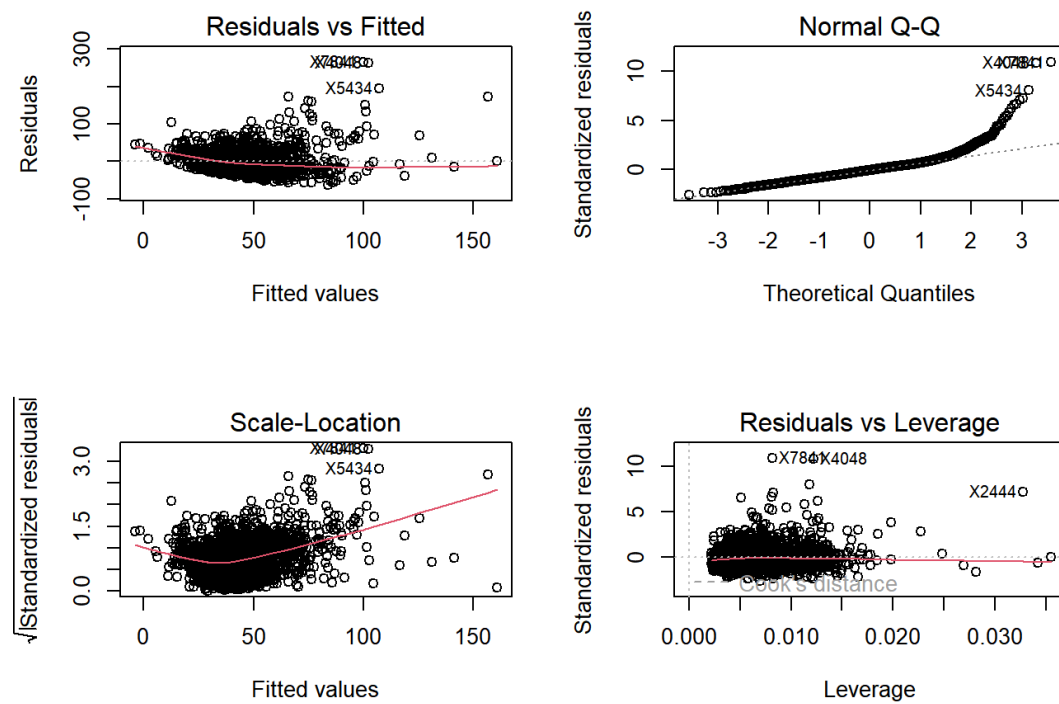 Residuals vs Fitted
Residuals
300
100
-100
X5434
0 50 100 150
Fitted values
Normal Q-Q
Standardized residuals
10
5
0
X5434
-3 -2 -1 0 1 2 3
Theoretical Quantiles
Scale-Location
√|Standardized residuals|
3.0
1.5
0.0
X5434
0 50 100 150
Fitted values
Residuals vs Leverage
Standardized residuals
10
5
0
X7841
X4048
X2444
Cook's distance
0.000 0.010 0.020 0.030
Leverage